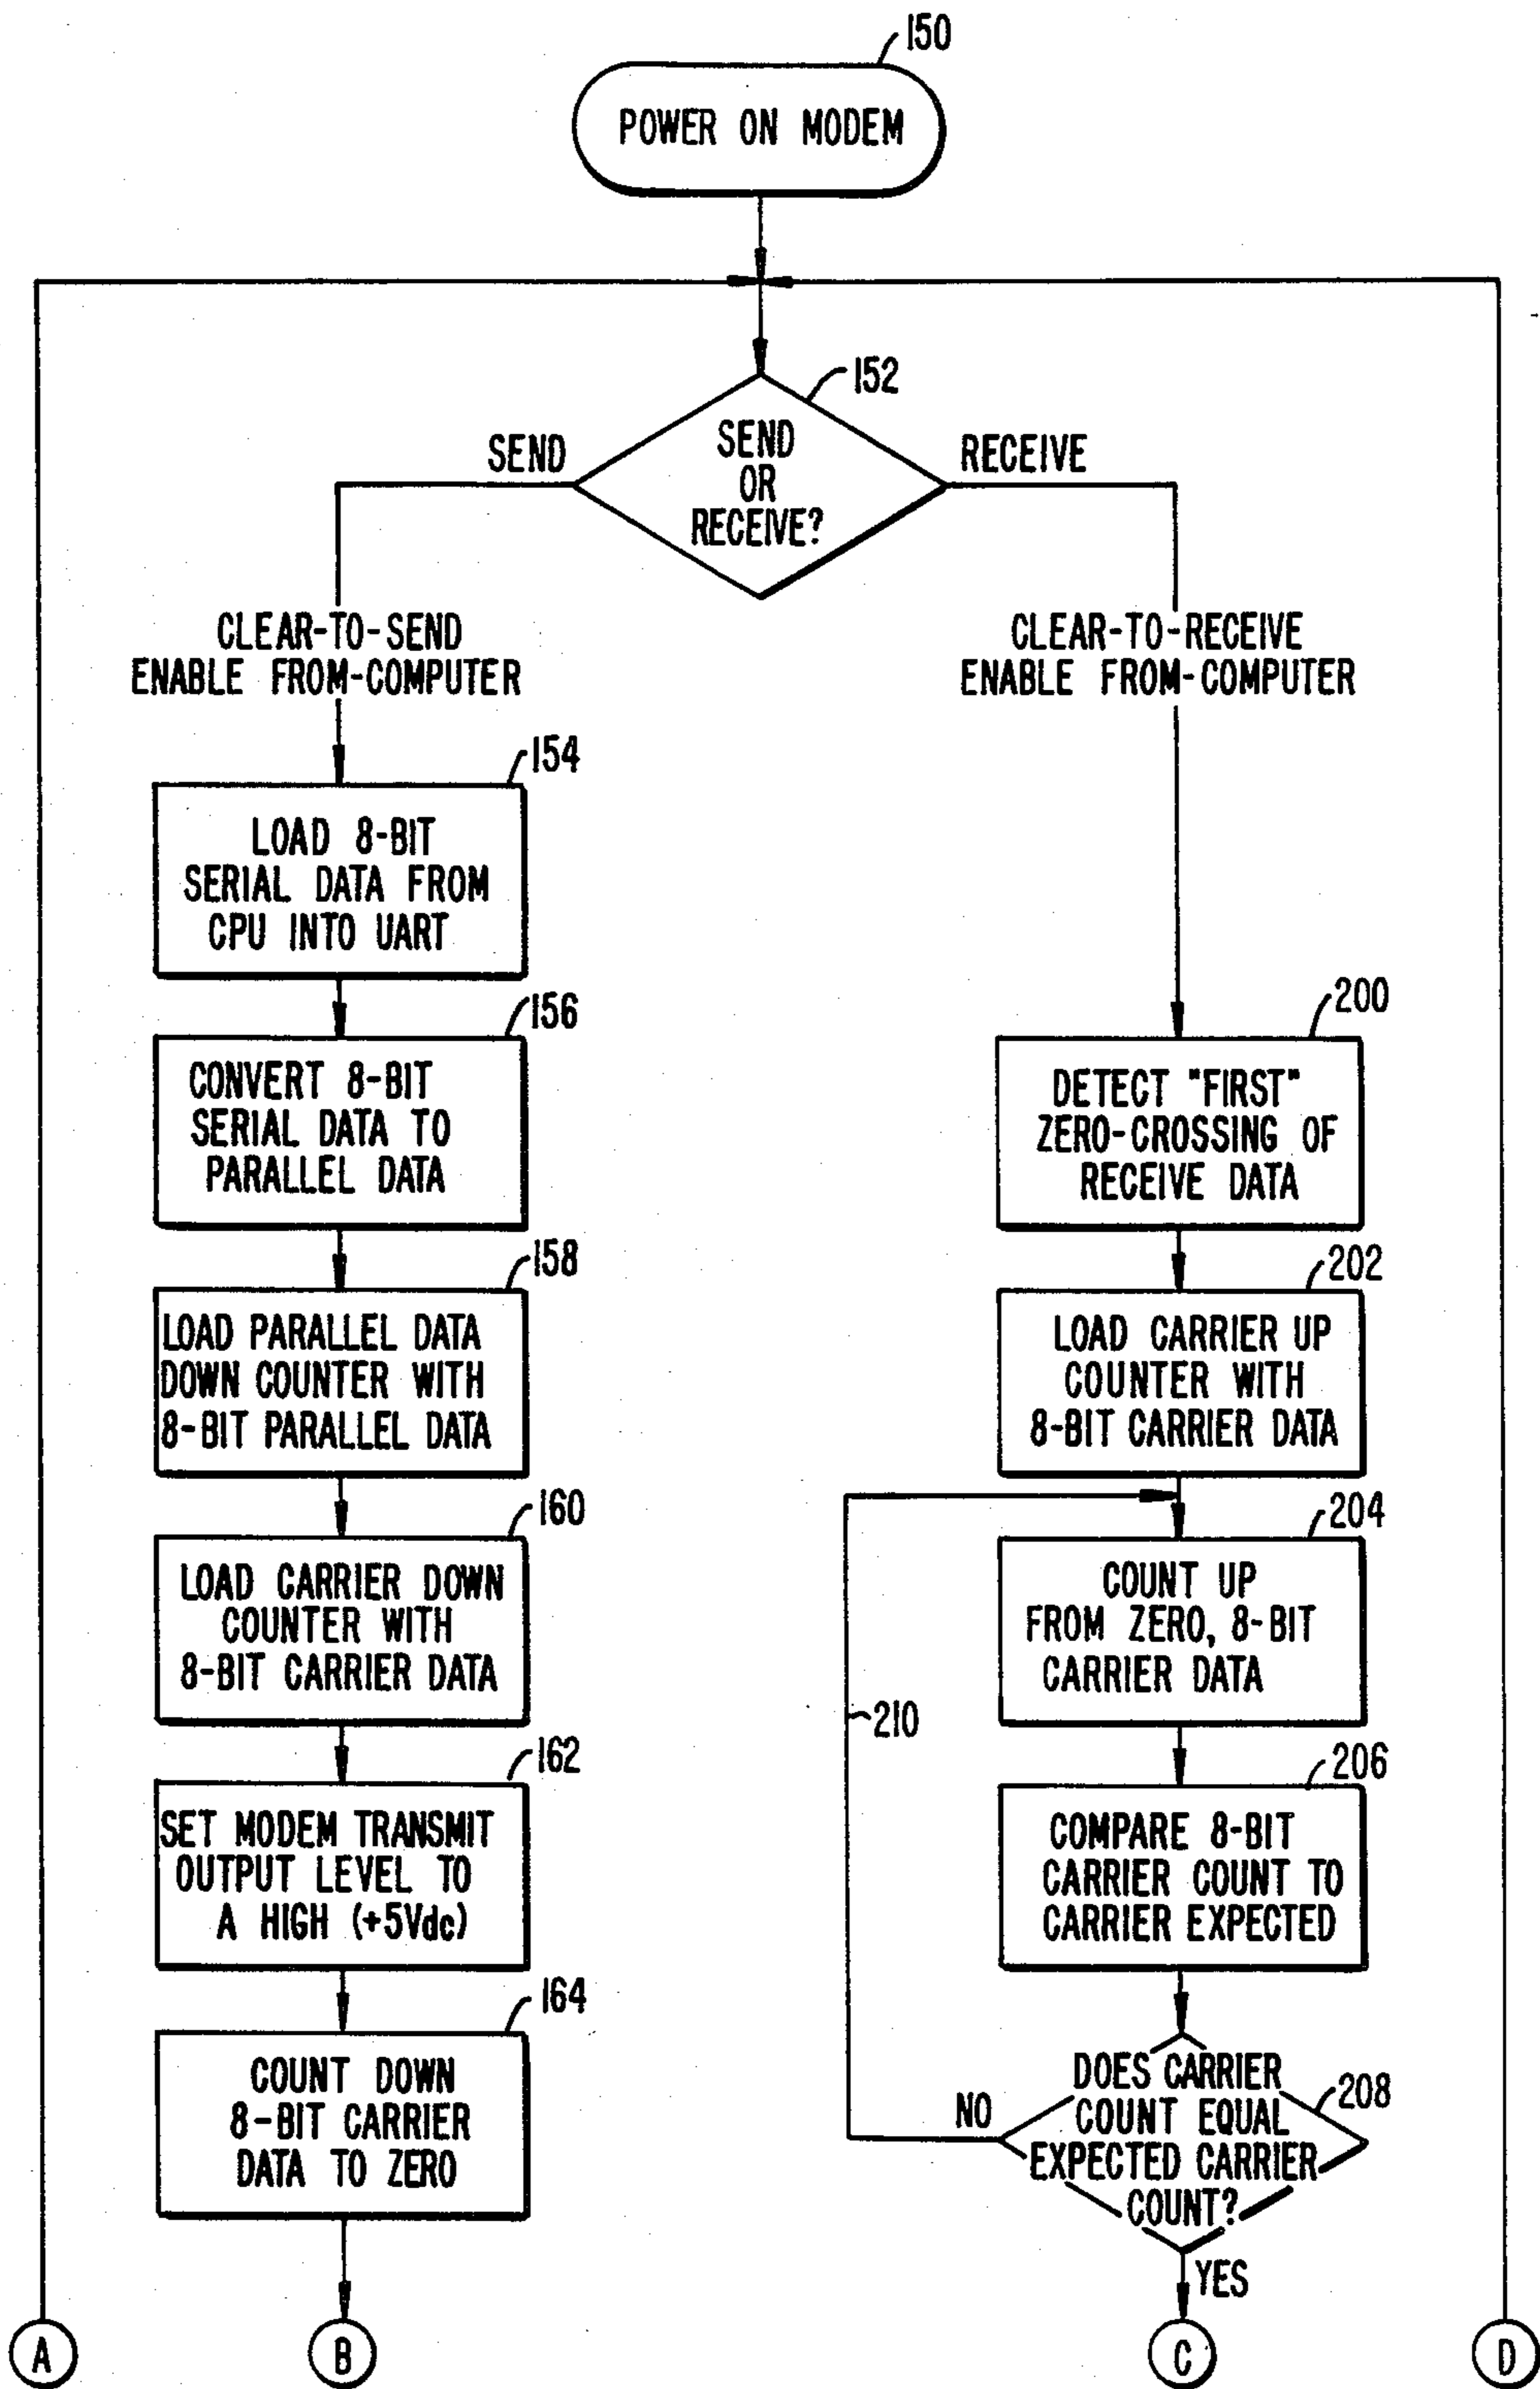 150
POWER ON MODEM
152
SEND
OR
RECEIVE?
SEND
RECEIVE
CLEAR-TO-SEND
ENABLE FROM-COMPUTER
154
LOAD 8-BIT
SERIAL DATA FROM
CPU INTO UART
156
CONVERT 8-BIT
SERIAL DATA TO
PARALLEL DATA
158
LOAD PARALLEL DATA
DOWN COUNTER WITH
8-BIT PARALLEL DATA
160
LOAD CARRIER DOWN
COUNTER WITH
8-BIT CARRIER DATA
162
SET MODEM TRANSMIT
OUTPUT LEVEL TO
A HIGH (+5Vdc)
164
COUNT DOWN
8-BIT CARRIER
DATA TO ZERO
CLEAR-TO-RECEIVE
ENABLE FROM-COMPUTER
200
DETECT "FIRST"
ZERO-CROSSING OF
RECEIVE DATA
202
LOAD CARRIER UP
COUNTER WITH
8-BIT CARRIER DATA
204
COUNT UP
FROM ZERO, 8-BIT
CARRIER DATA
210
206
COMPARE 8-BIT
CARRIER COUNT TO
CARRIER EXPECTED
208
DOES CARRIER
COUNT EQUAL
EXPECTED CARRIER
COUNT?
NO
YES
A
B
C
D